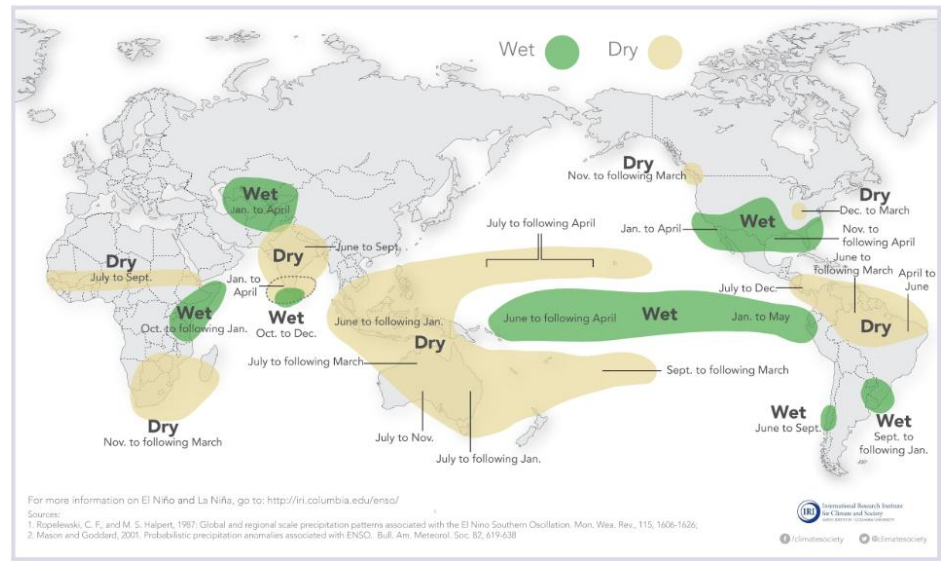 Wet
Dry
Dry
Nov. to following March
Dry
Dec. to March
Wet
Jan. to April
July to following April
Jan. to April
Wet
Nov. to
following April
June to Sept.
Dry
Dry
July to Sept.
Jan. to
April
June to
following March
April to
June
July to Dec.
Wet
Oct. to following Jan.
Wet
Oct. to Dec.
June following Jan.
June to following April
Wet
Jan. to May
Dry
Dry
July to following March
Sept. to following March
Dry
Nov. to following March
July to Nov.
July to following Jan.
Wet
June to Sept.
Wet
Sept. to
following Jan.
For more information on El Niño and La Niña, go to: http://iri.columbia.edu/enso/
Sources:
1. Ropelewski, C. F., and M. S. Halpert, 1987: Global and regional scale precipitation patterns associated with the El Nino Southern Oscillation. Mon. Wea. Rev., 115, 1606-1626;
2. Mason and Goddard, 2001. Probabilistic precipitation anomalies associated with ENSO. Bull. Am. Meteorol. Soc. 82, 619-638
IRI
International Research Institute
for Climate and Society
/climatesociety
@climatesociety